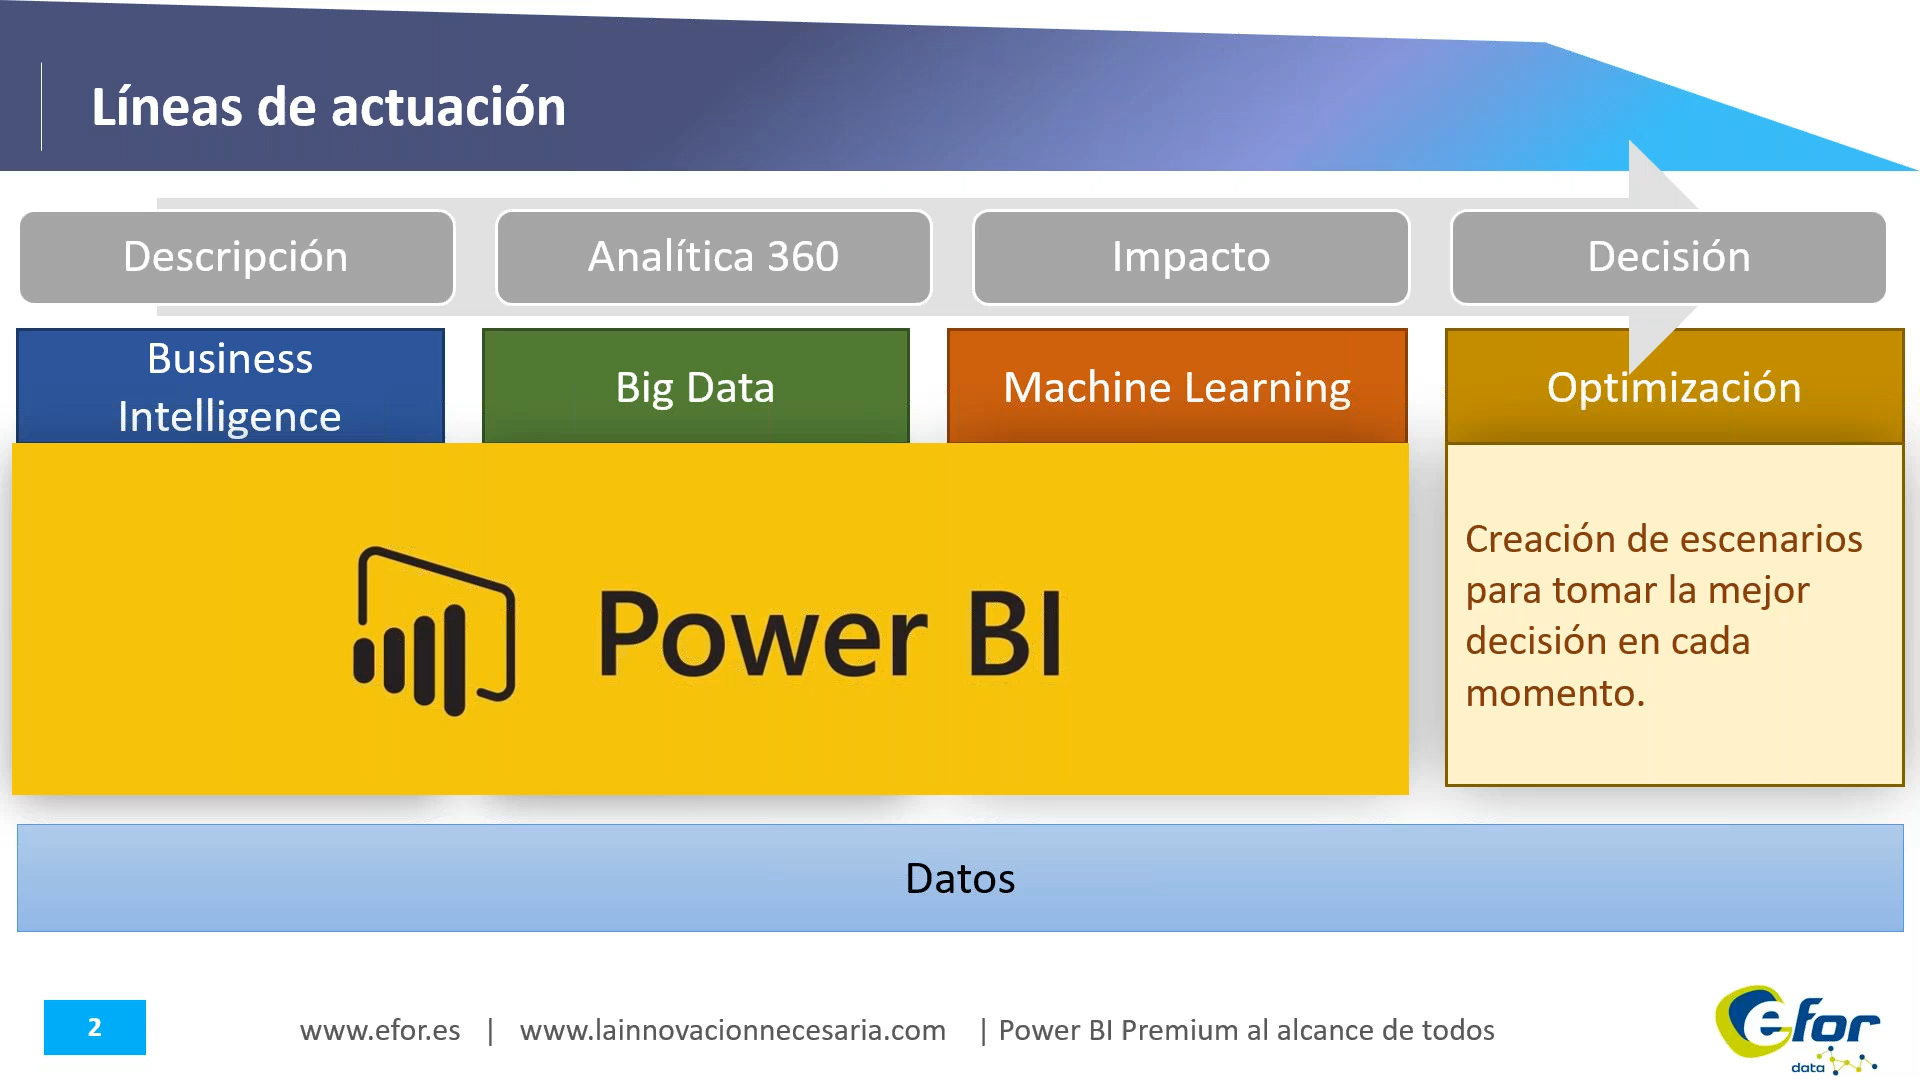 Líneas de actuación
Descripción
Analítica 360
Impacto
Decisión
Business
Intelligence
Big Data
Machine Learning
Optimización
Power BI
Creación de escenarios
para tomar la mejor
decisión en cada
momento.
Datos
2
www.efor.es | www.lainnovacionnecesaria.com | Power BI Premium al alcance de todos
efor
data